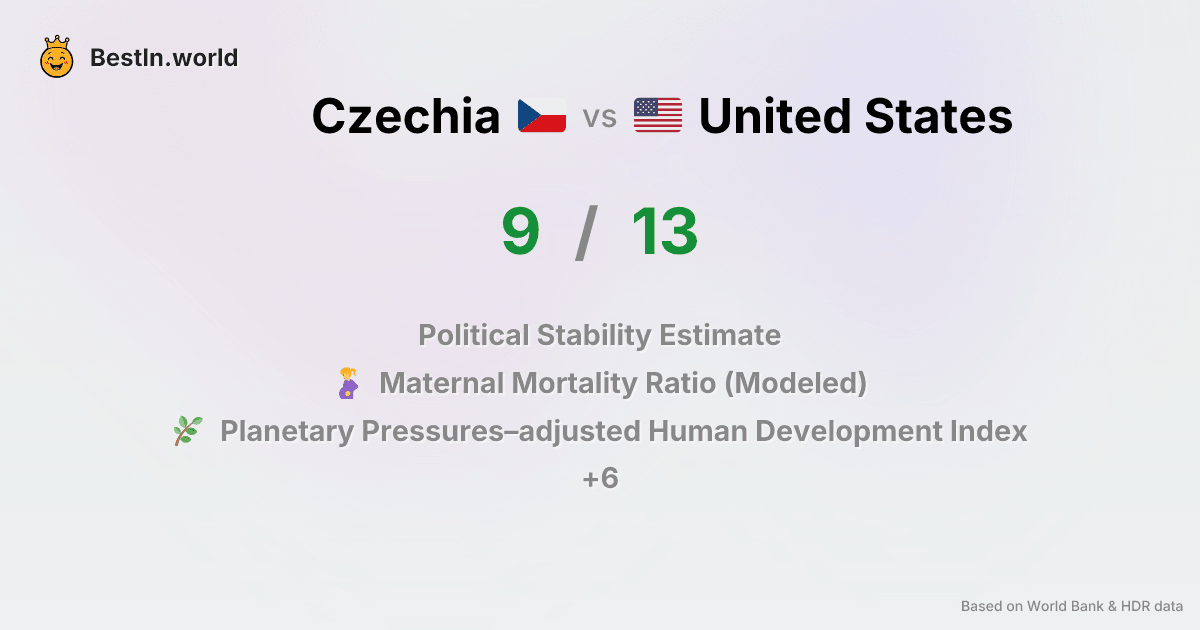 BestIn.world
Czechia vs United States
9 / 13
Political Stability Estimate
Maternal Mortality Ratio (Modeled)
Planetary Pressures–adjusted Human Development Index
+6
Based on World Bank & HDR data